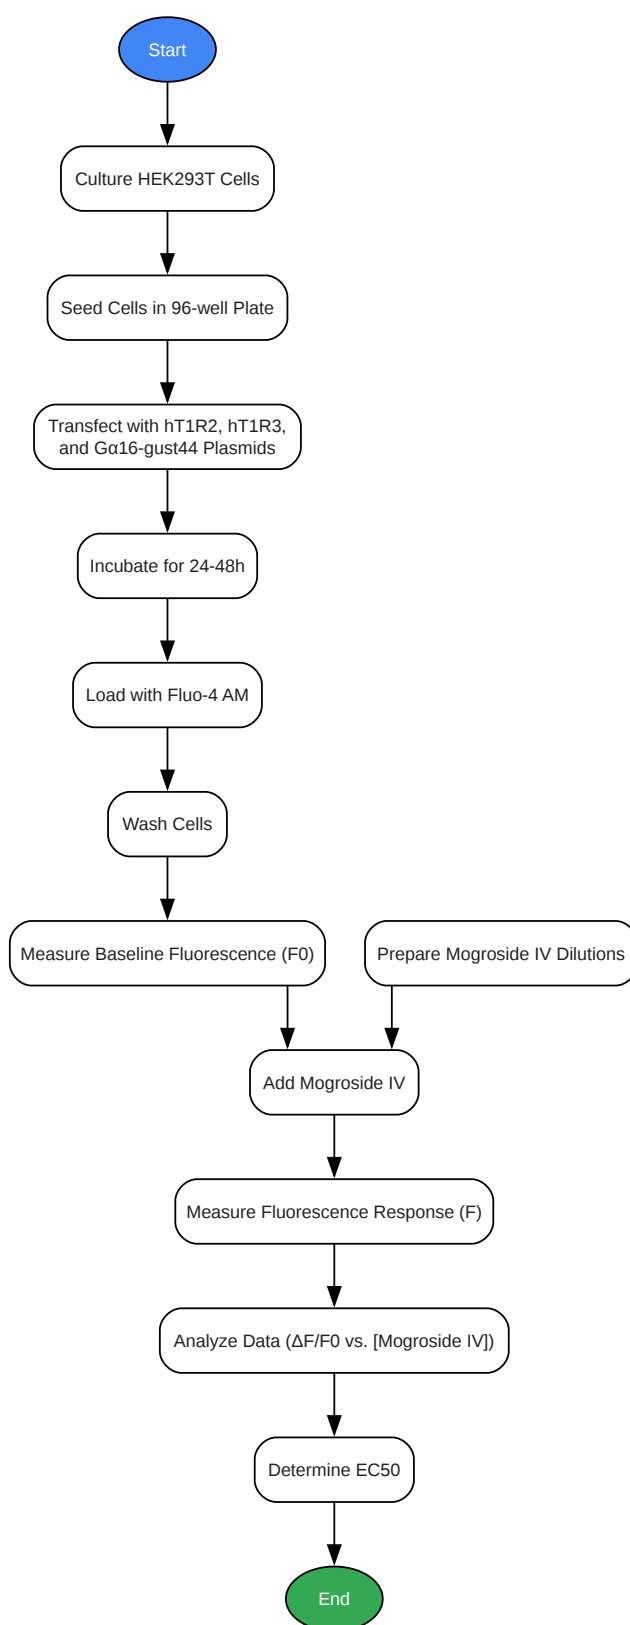 Start
Culture HEK293T Cells
Seed Cells in 96-well Plate
Transfect with hT1R2, hT1R3,
and Gα16-gust44 Plasmids
Incubate for 24-48h
Load with Fluo-4 AM
Wash Cells
Measure Baseline Fluorescence (F0)
Prepare Mogroside IV Dilutions
Add Mogroside IV
Measure Fluorescence Response (F)
Analyze Data (ΔF/F0 vs. [Mogroside IV])
Determine EC50
End